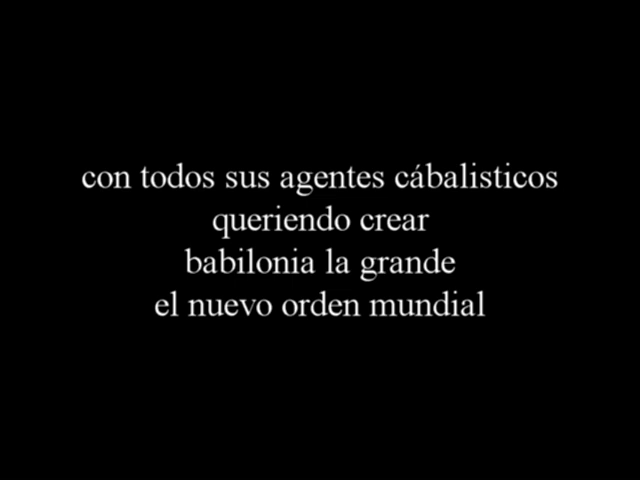 con todos sus agentes cábalisticos
queriendo crear
babilonia la grande
el nuevo orden mundial